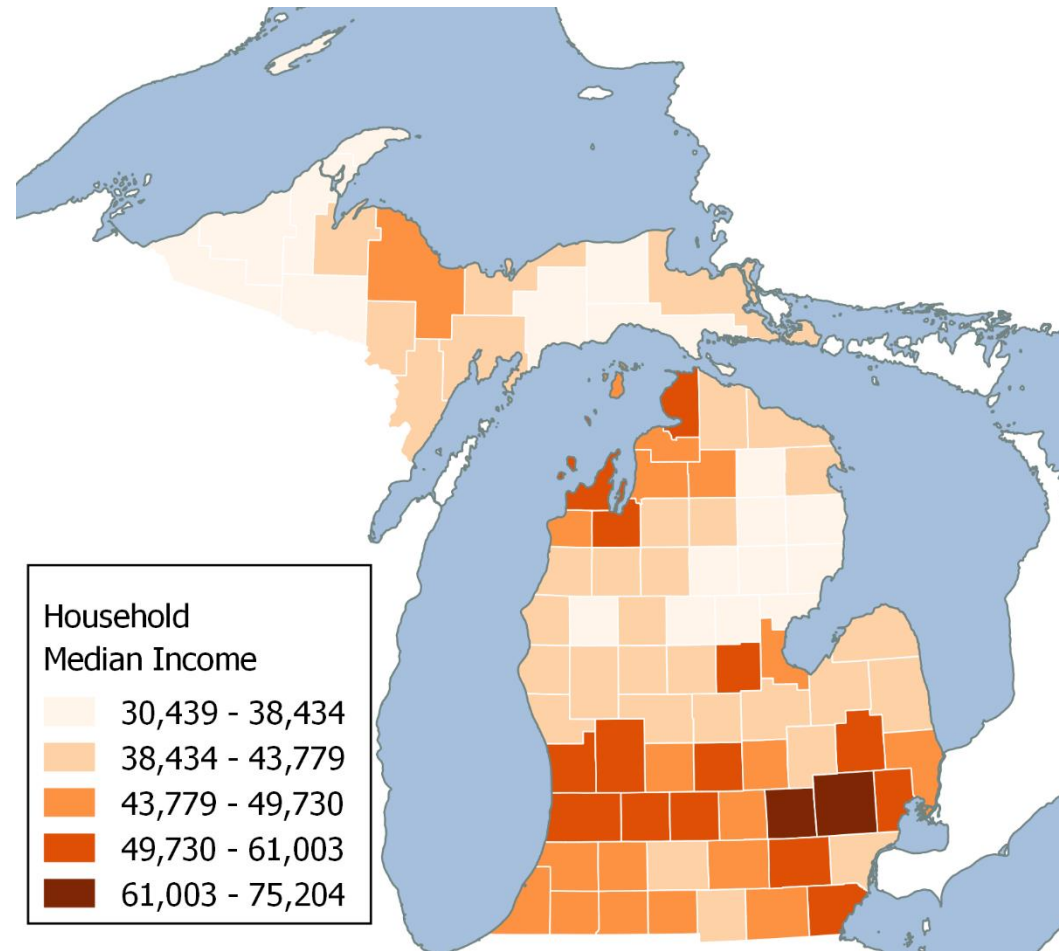 Household
Median Income
30,439 - 38,434
38,434 - 43,779
43,779 - 49,730
49,730 - 61,003
61,003 - 75,204